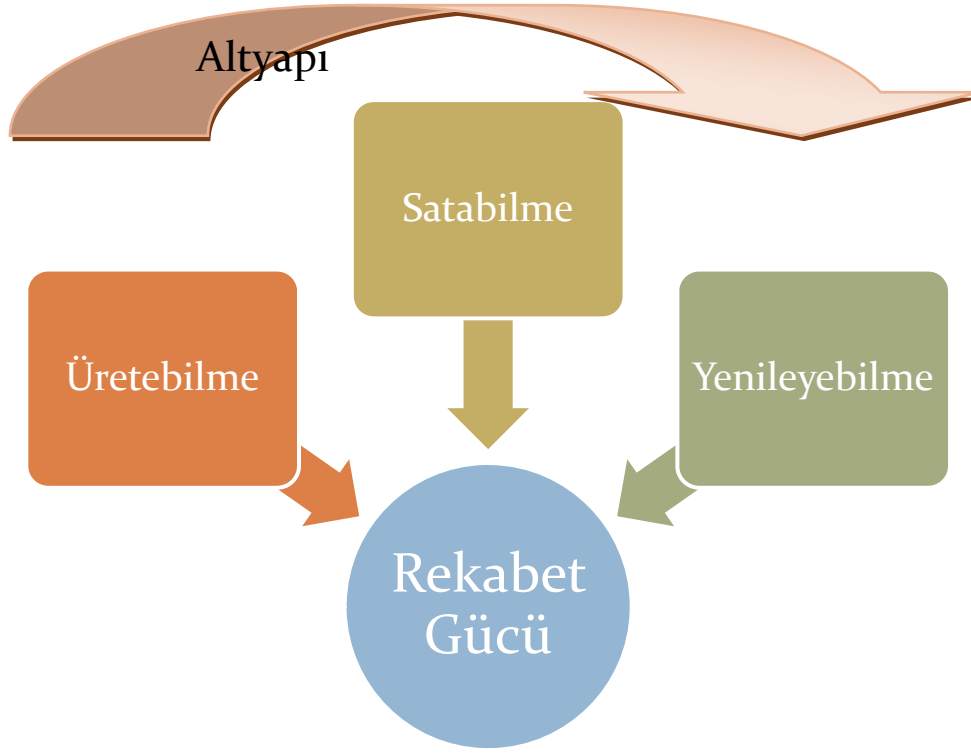 Altyapı
Satabilme
Üretebilme
Yenileyebilme
Rekabet
Gücü